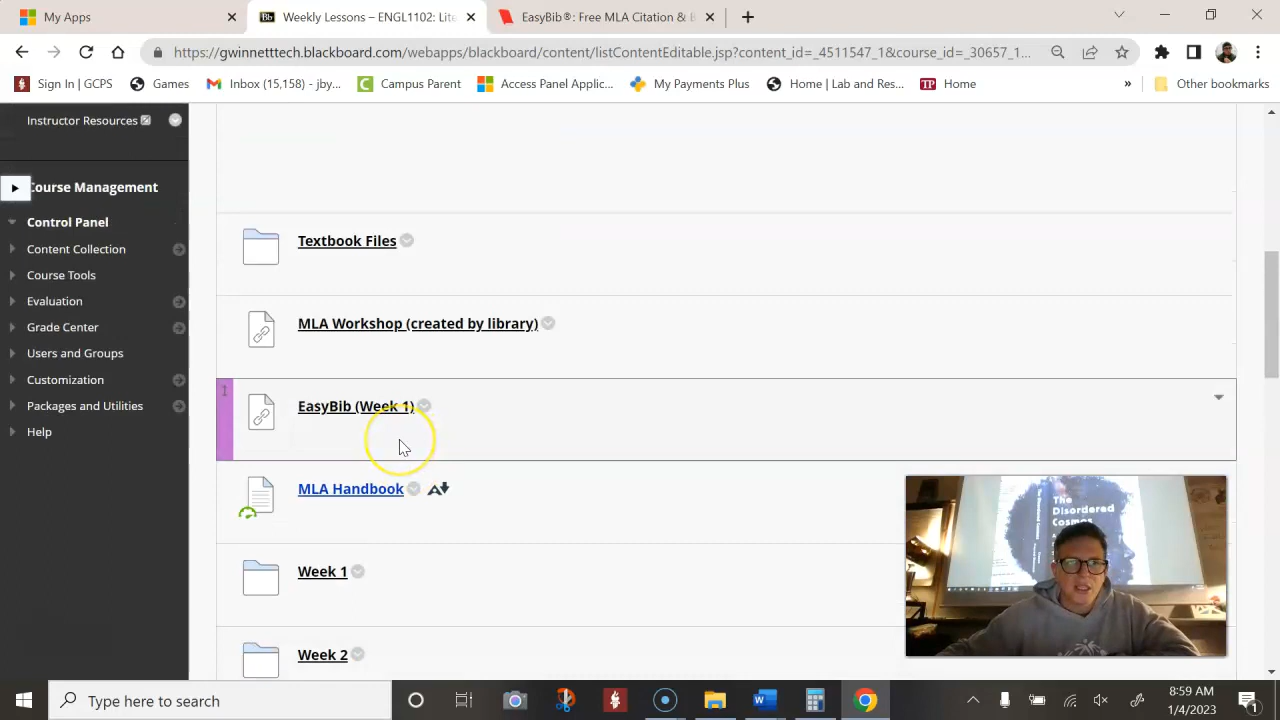 My Apps
Weekly Lessons – ENGL1102: Lite
EasyBib®: Free MLA Citation & B
https://gwinnetttech.blackboard.com/webapps/blackboard/content/listContentEditable.jsp?content_id=_4511547_1&course_id=_30657_1...
Sign In | GCPS
Games
Inbox (15,158) - jby...
Campus Parent
Access Panel Applic...
My Payments Plus
Home | Lab and Res...
TP
Home
»
Other bookmarks
Instructor Resources
Course Management
Control Panel
Content Collection
Course Tools
Evaluation
Grade Center
Users and Groups
Customization
Packages and Utilities
Help
Textbook Files
MLA Workshop (created by library)
1
EasyBib (Week 1)
MLA Handbook
Week 1
Week 2
The
Disordered
Cosmos
Type here to search
8:59 AM
1/4/2023